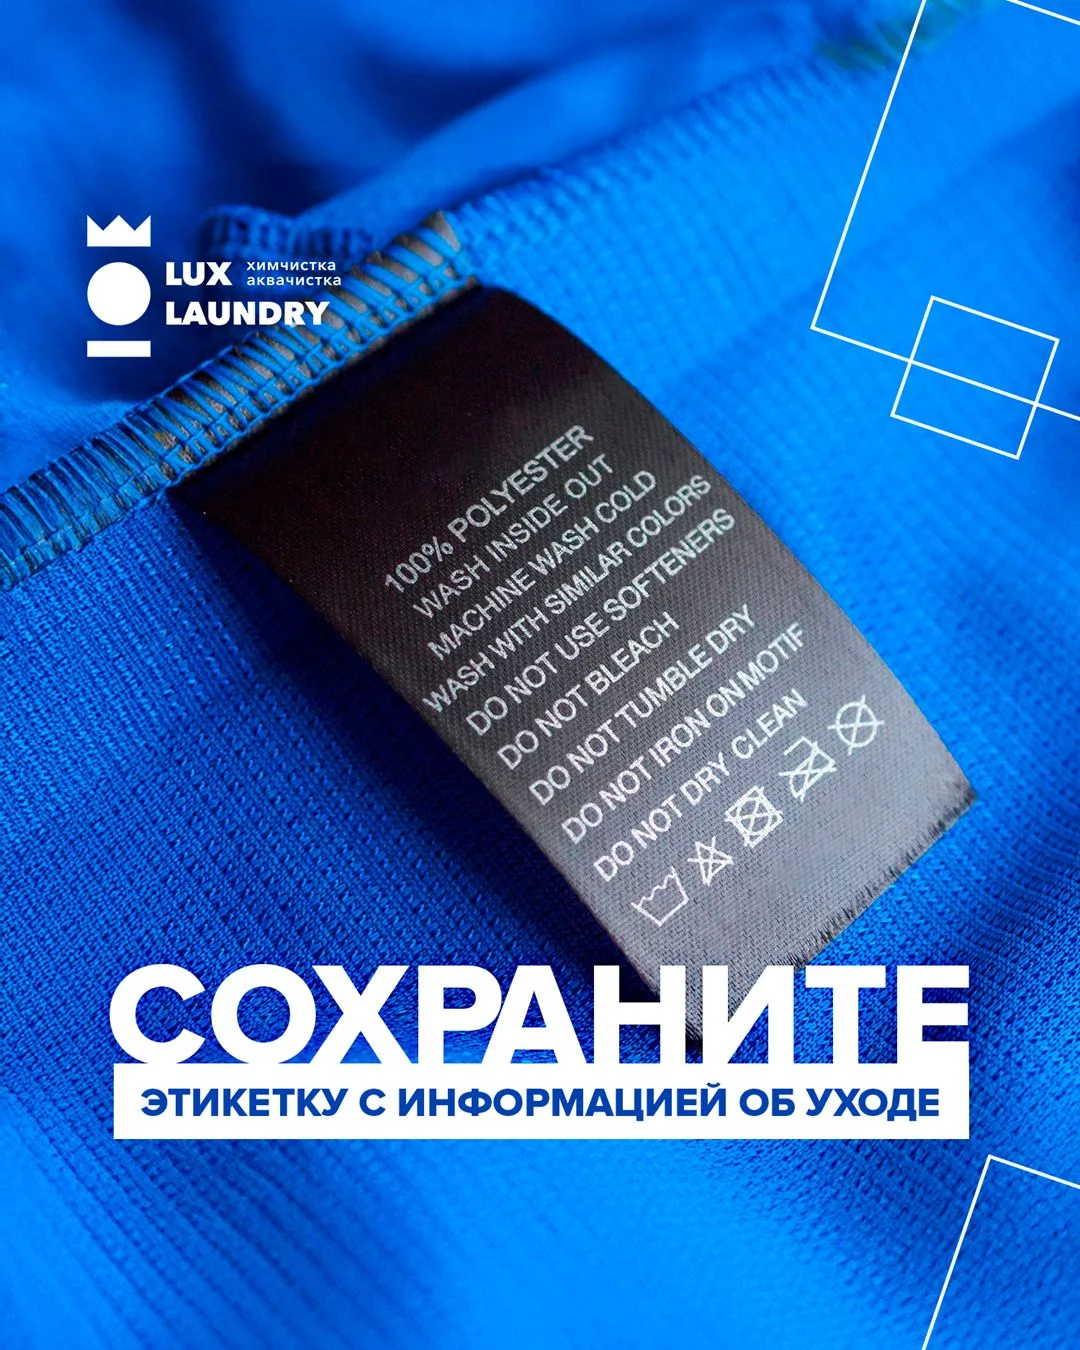 LUX химчистка
аквачистка
LAUNDRY
100% POLYESTER
WASH INSIDE OUT
MACHINE WASH COLD
WASH WITH SIMILAR COLORS
DO NOT USE SOFTENERS
DO NOT BLEACH
DO NOT TUMBLE DRY
DO NOT IRON ON MOTIF
DO NOT DRY CLEAN
СОХРАНИТЕ
ЭТИКЕТКУ С ИНФОРМАЦИЕЙ ОБ УХОДЕ